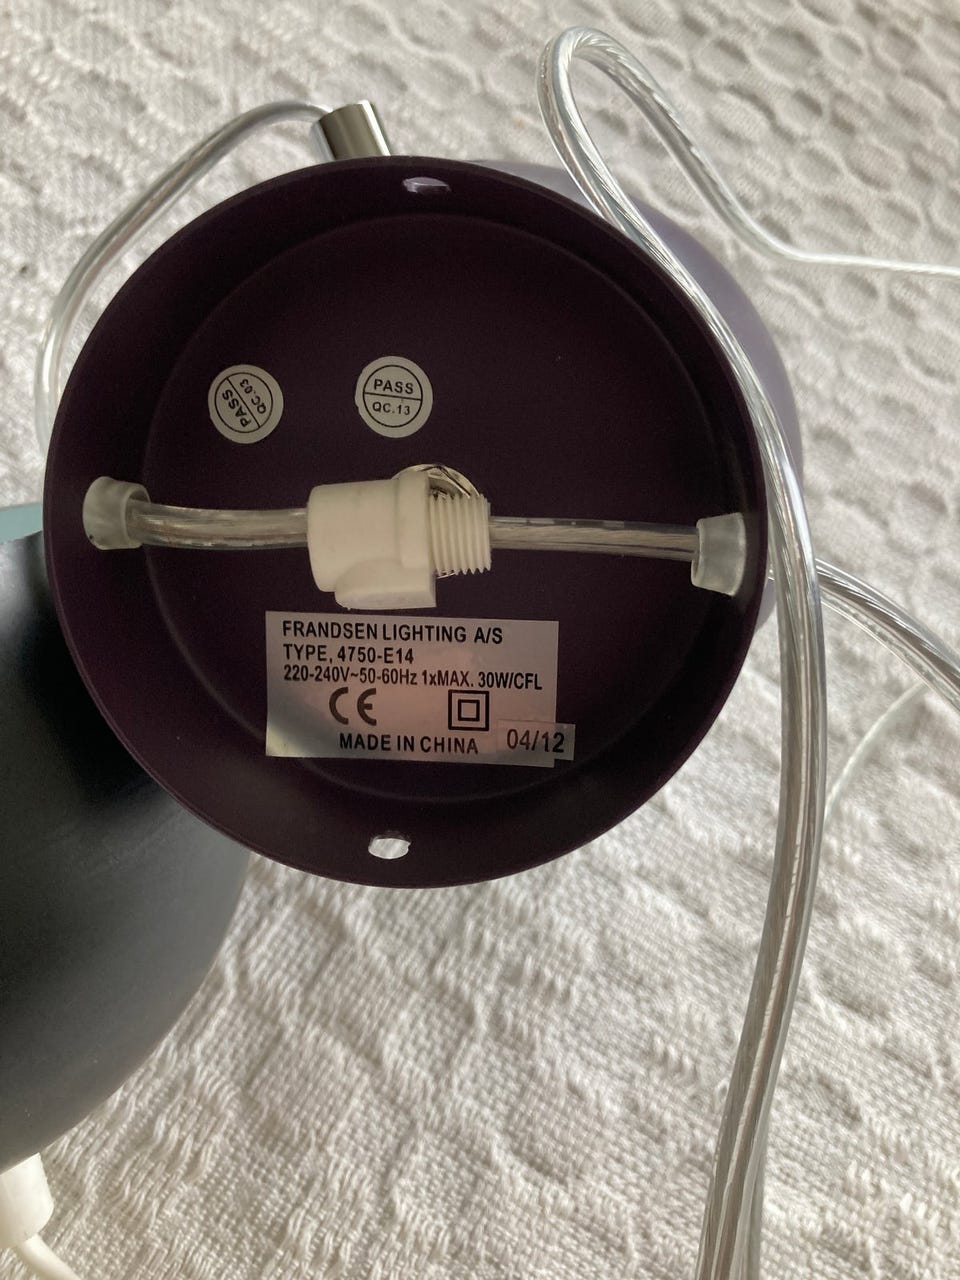 PASS
QC.03
PASS
QC.13
FRANDSEN LIGHTING A/S
TYPE, 4750-E14
220-240V~50-60Hz 1xMAX. 30W/CFL
CE
MADE IN CHINA 04/12